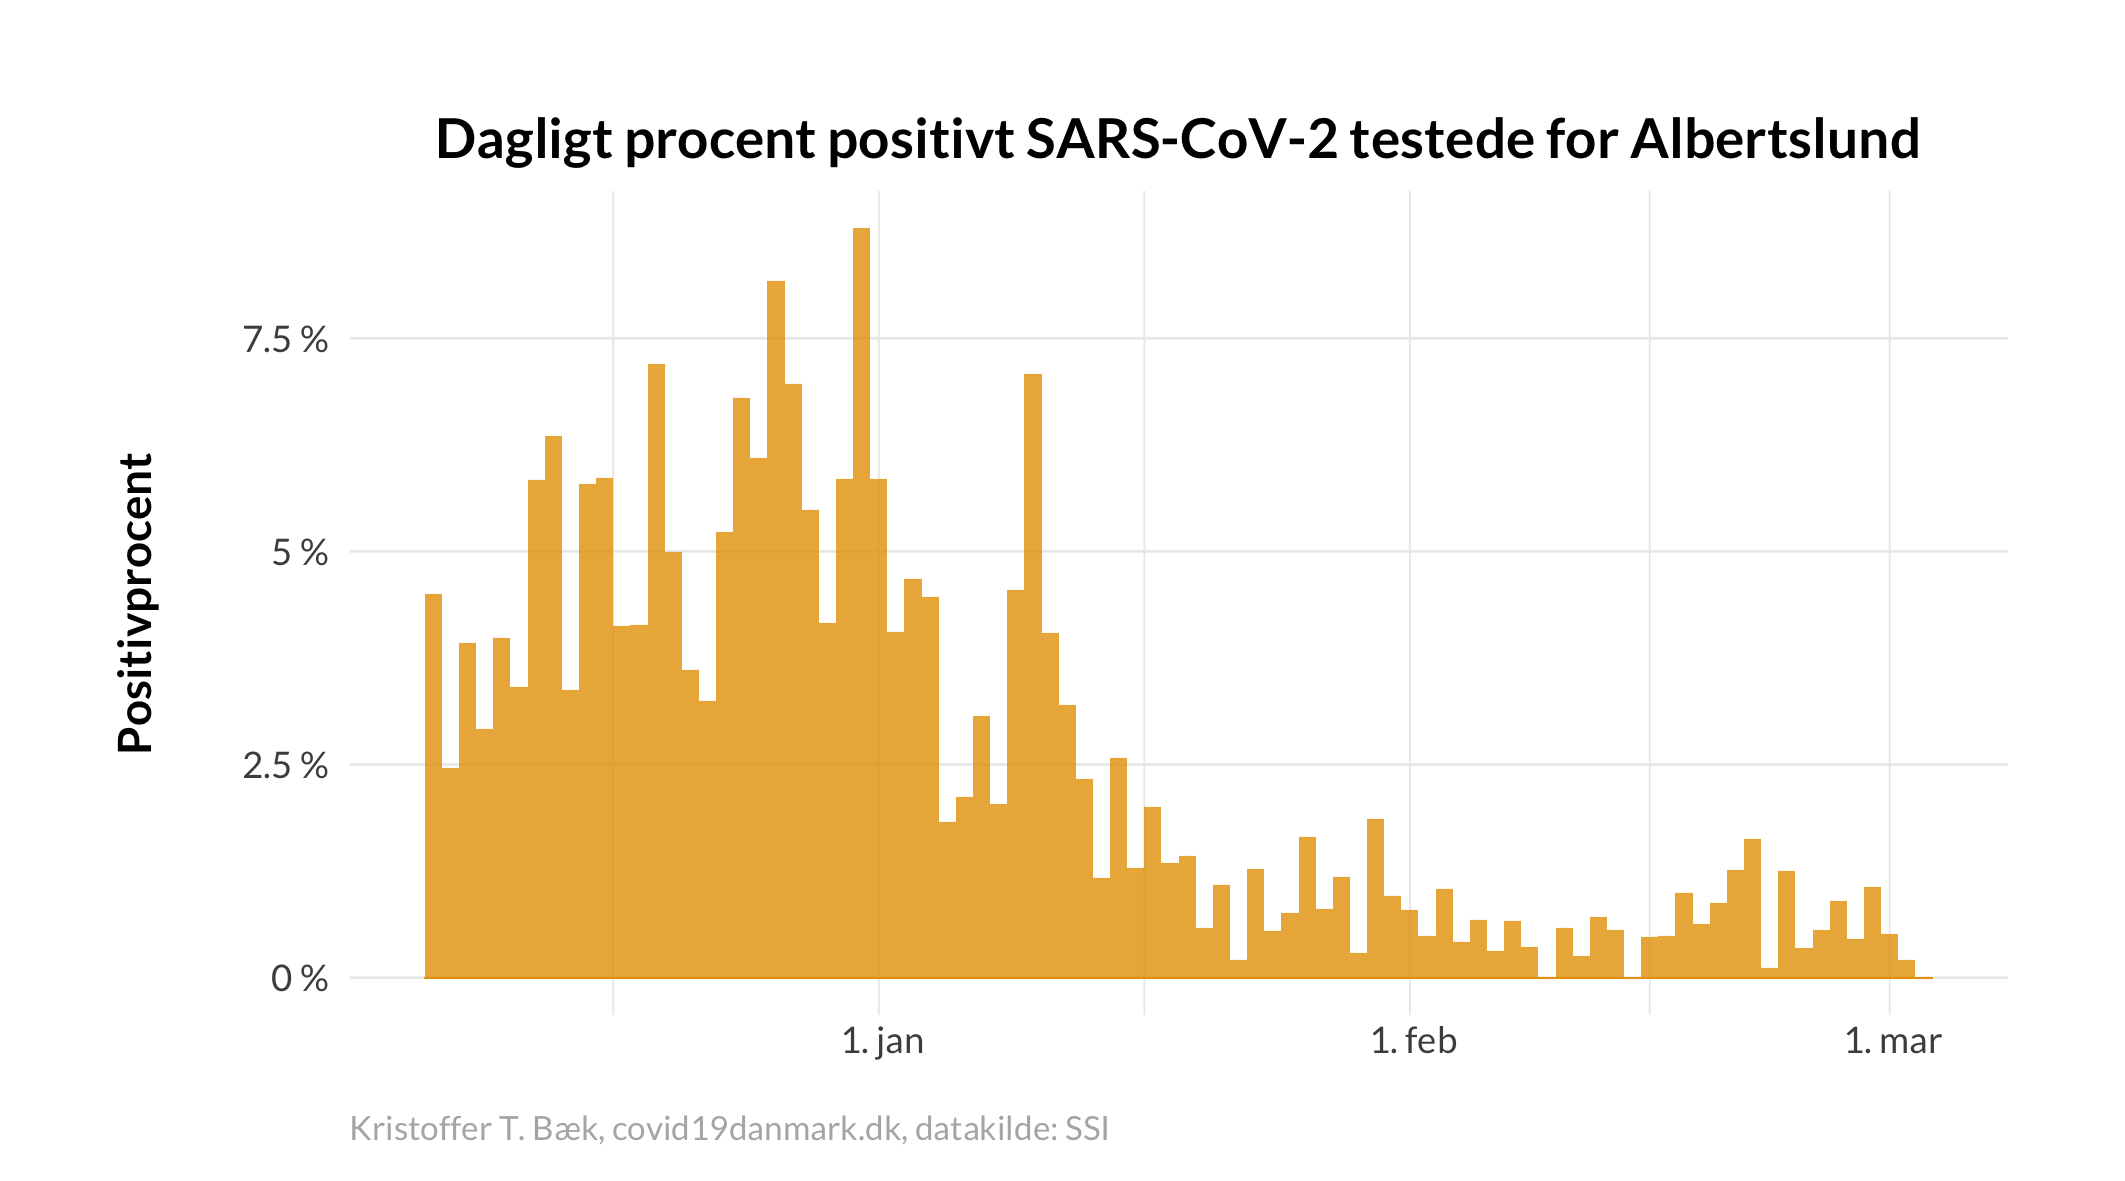 Dagligt procent positivt SARS-CoV-2 testede for Albertslund
Positivprocent
7.5 %
5 %
2.5 %
0 %
1. jan
1. feb
1. mar
Kristoffer T. Bæk, covid19danmark.dk, datakilde: SSI